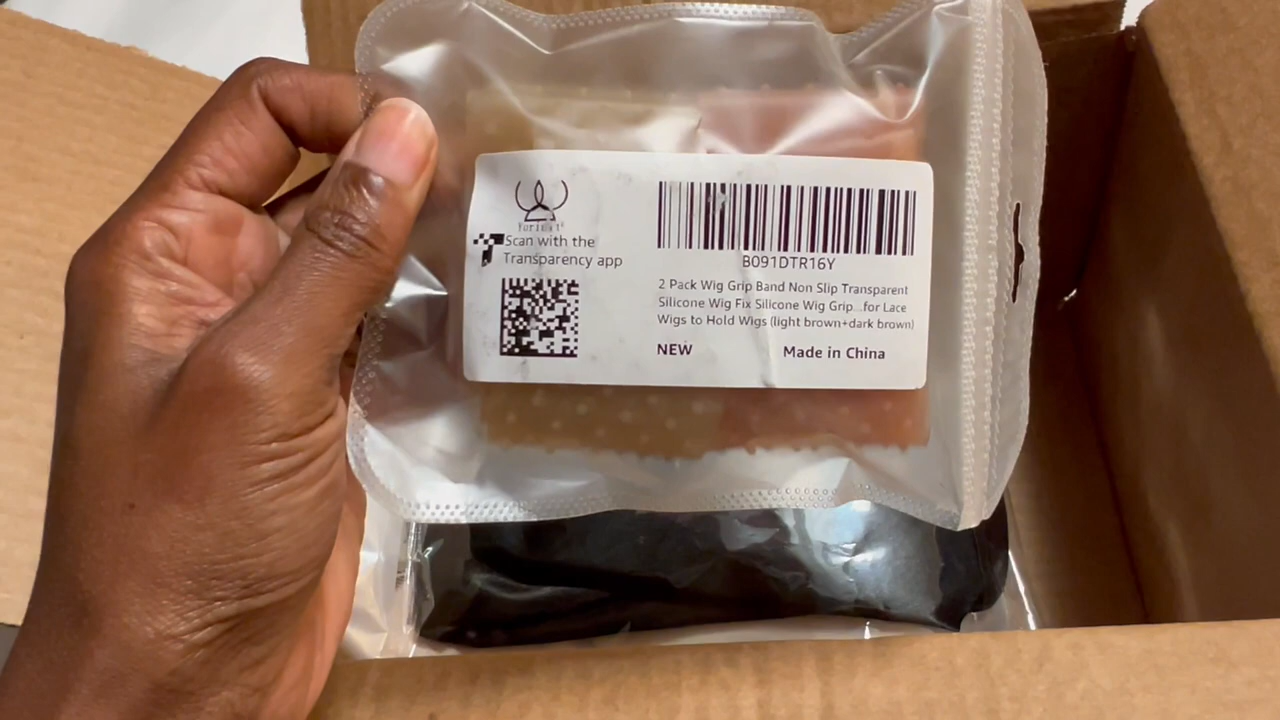 Scan with the
Transparency app
B091DTR16Y
2 Pack Wig Grip Band Non Slip Transparent
Silicone Wig Fix Silicone Wig Grip...for Lace
Wigs to Hold Wigs (light brown+dark brown)
NEW
Made in China